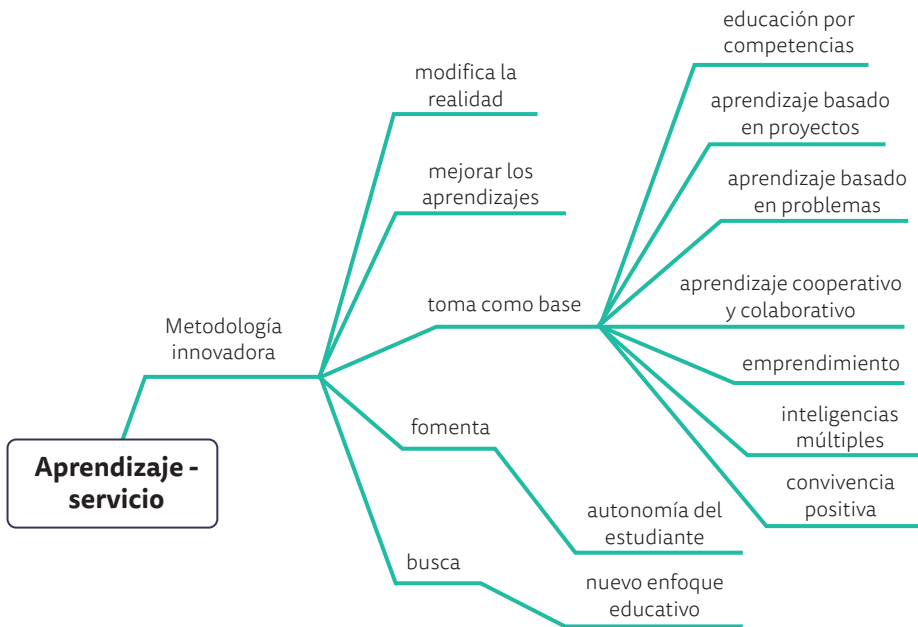 Aprendizaje -
servicio
Metodología
innovadora
modifica la
realidad
mejorar los
aprendizajes
toma como base
educación por
competencias
aprendizaje basado
en proyectos
aprendizaje basado
en problemas
aprendizaje cooperativo
y colaborativo
emprendimiento
inteligencias
múltiples
convivencia
positiva
fomenta
autonomía del
estudiante
busca
nuevo enfoque
educativo